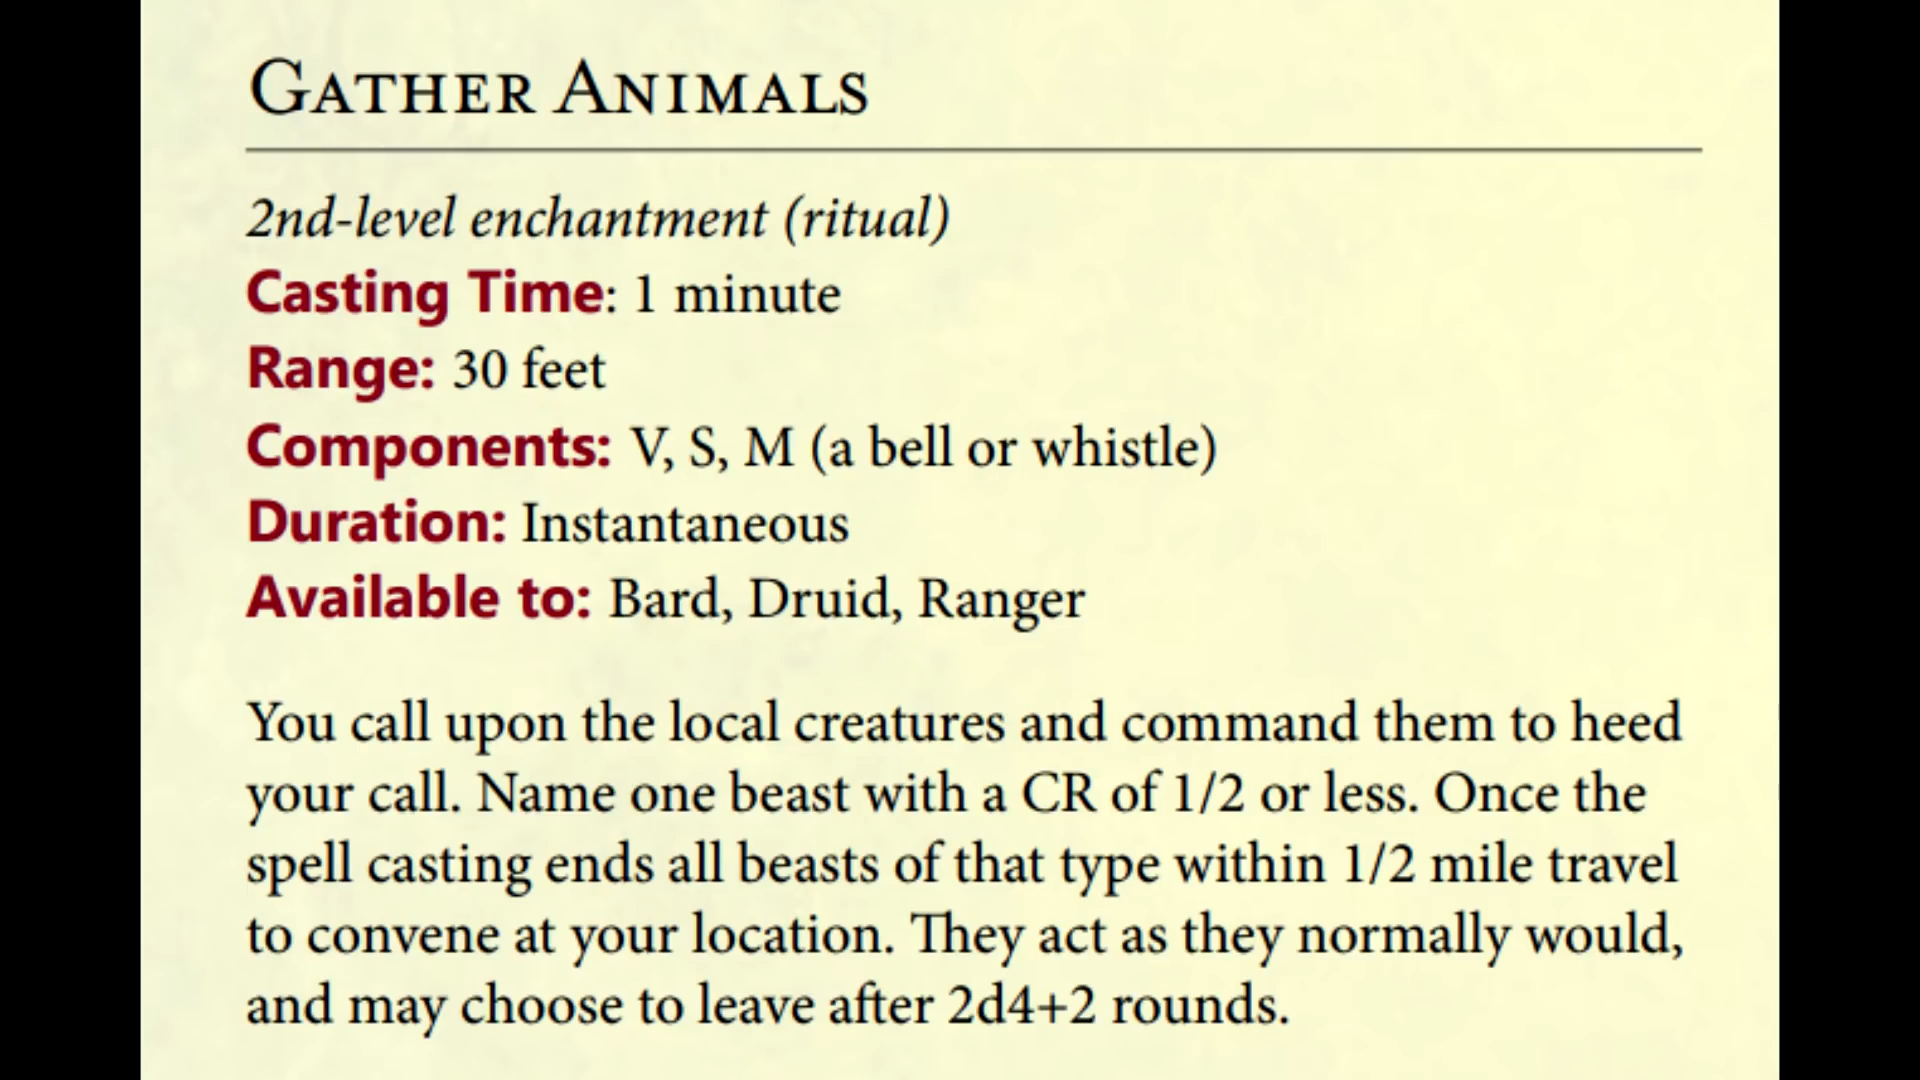 Gather Animals
2nd-level enchantment (ritual)
Casting Time: 1 minute
Range: 30 feet
Components: V, S, M (a bell or whistle)
Duration: Instantaneous
Available to: Bard, Druid, Ranger
You call upon the local creatures and command them to heed
your call. Name one beast with a CR of 1/2 or less. Once the
spell casting ends all beasts of that type within 1/2 mile travel
to convene at your location. They act as they normally would,
and may choose to leave after 2d4+2 rounds.